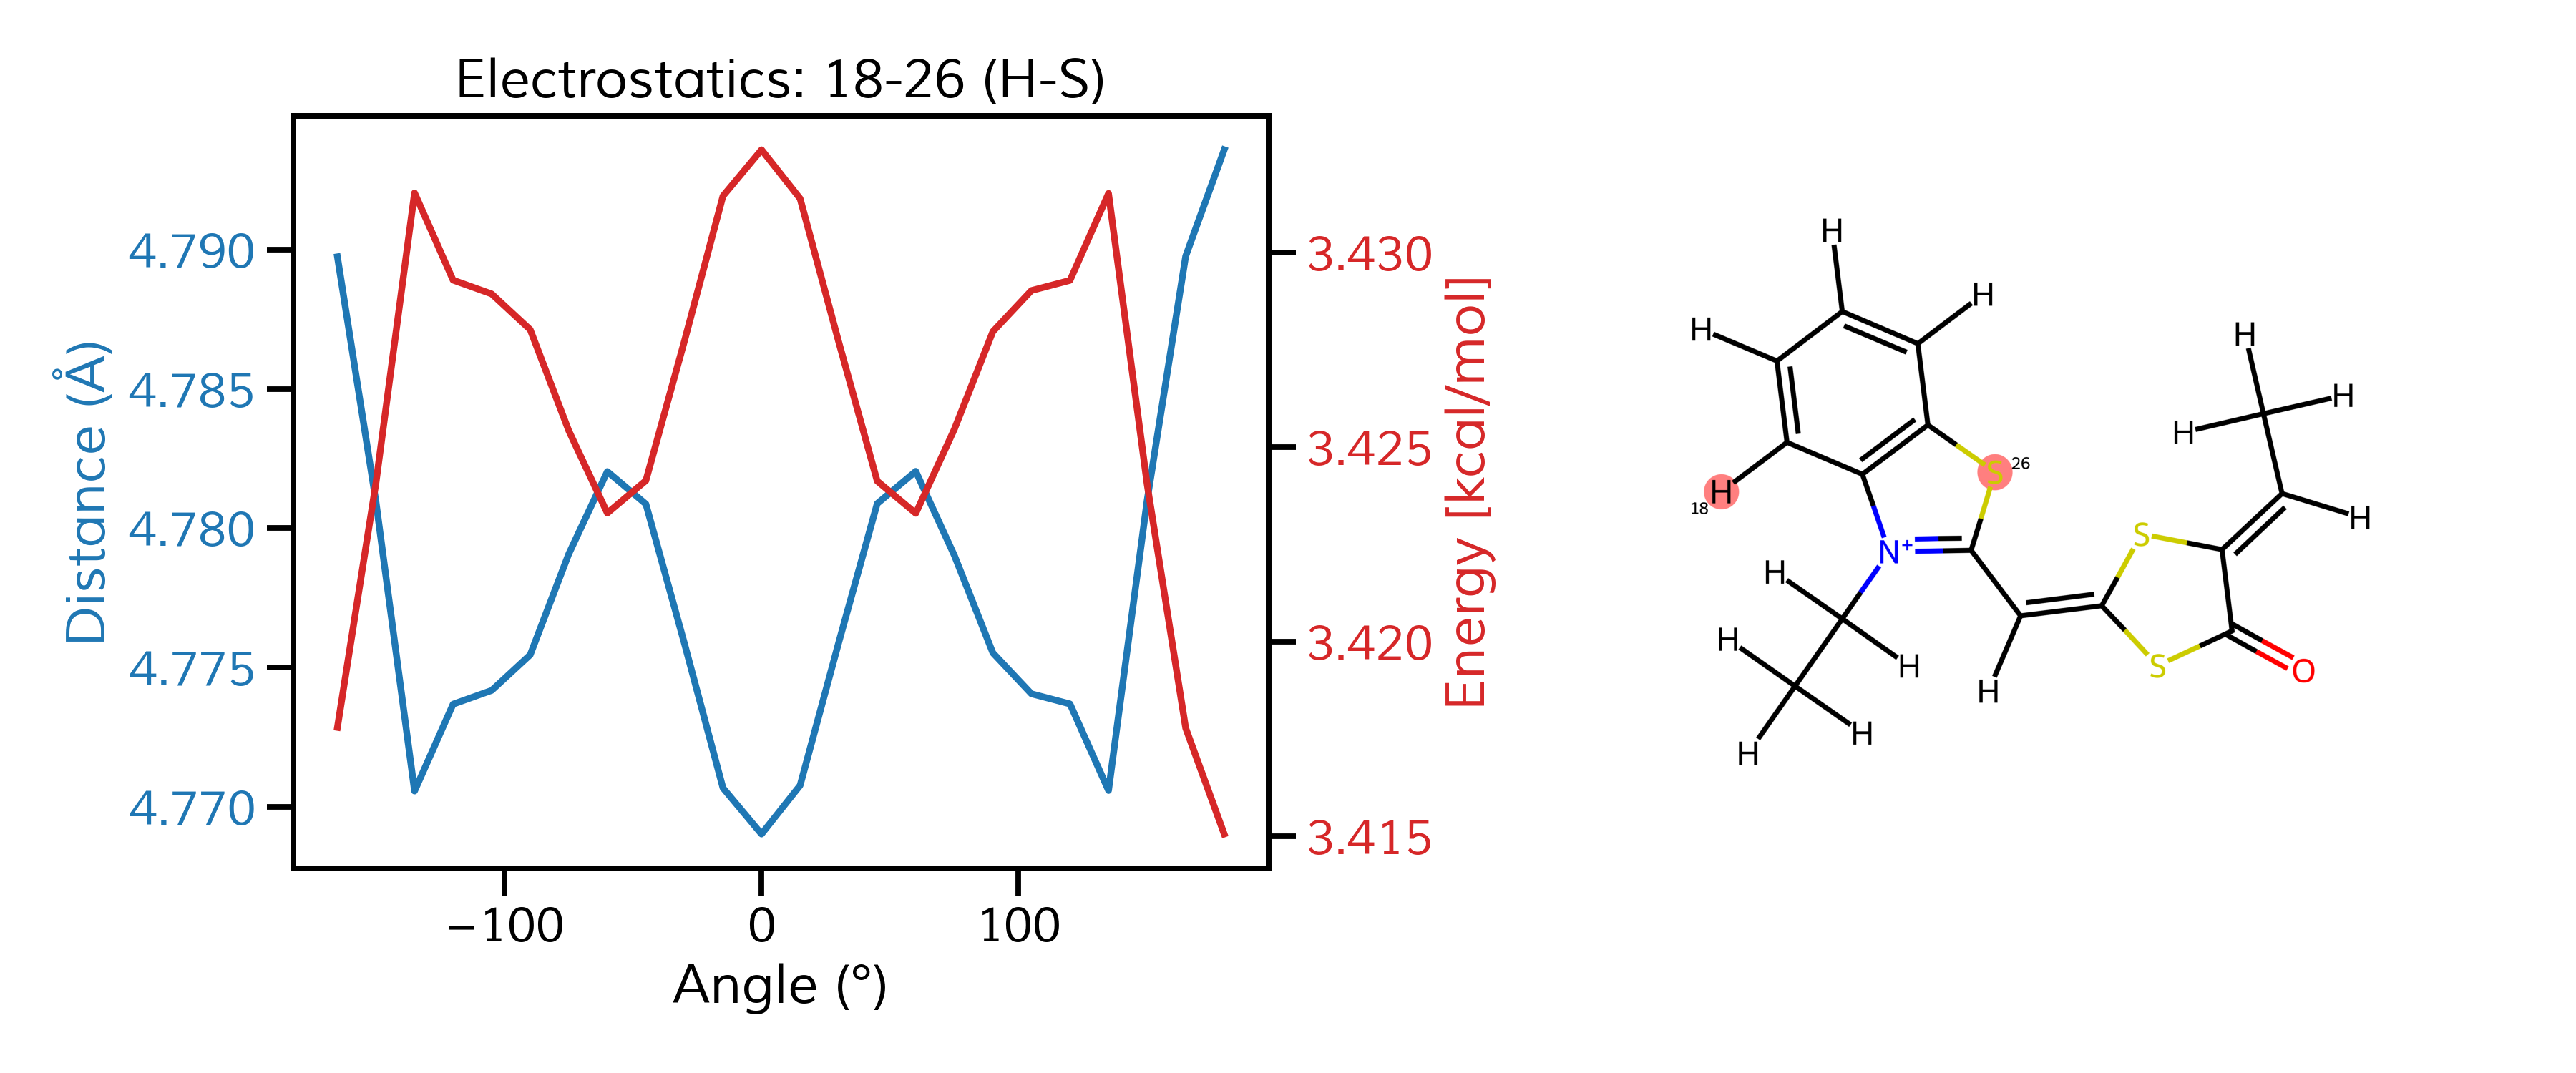 Electrostatics: 18-26 (H-S)
Distance (Å)
4.790
4.785
4.780
4.775
4.770
3.430
3.425
3.420
3.415
Energy [kcal/mol]
−100
0
100
Angle (°)
H
H
H
H
H
H
S 26
H
18
H
S
H
N+
H
H
H
S
O
H
H
H